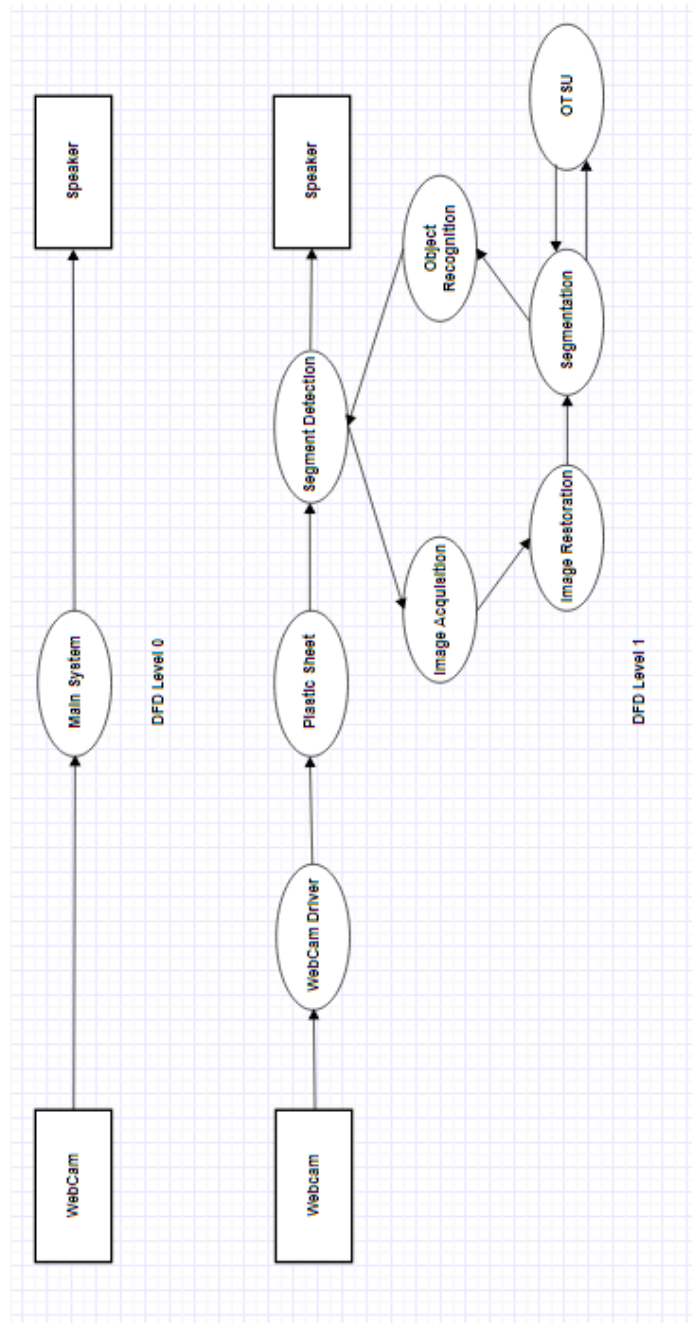 WebCam
Main System
Speaker
DFD Level 0
Webcam
WebCam Driver
Plastic Sheet
Segment Detection
Speaker
Image Acquisition
Object
Recognition
Image Restoration
Segmentation
OTSU
DFD Level 1